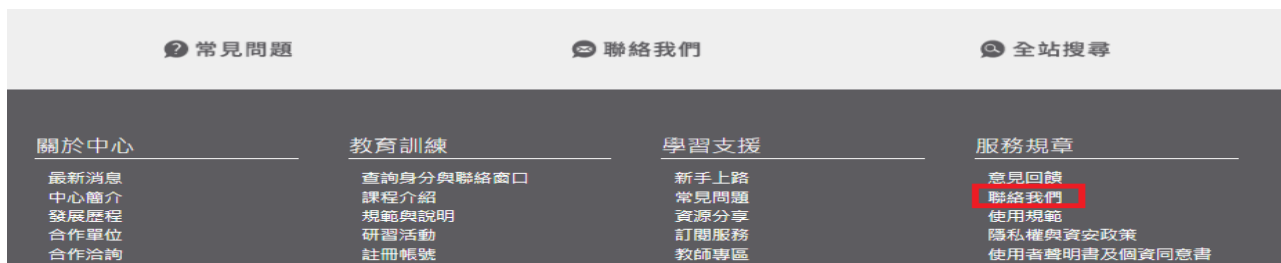 常見問題
聯絡我們
全站搜尋
關於中心
最新消息
中心簡介
發展歷程
合作單位
合作洽詢
教育訓練
查詢身分與聯絡窗口
課程介紹
規範與說明
研習活動
註冊帳號
學習支援
新手上路
常見問題
資源分享
訂閱服務
教師專區
服務規章
意見回饋
聯絡我們
使用規範
隱私權與資安政策
使用者聲明書及個資同意書